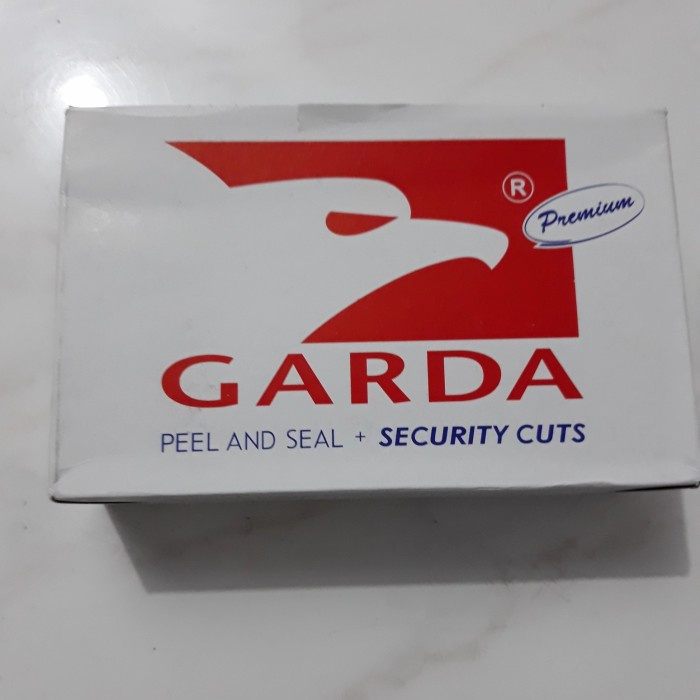 ®
Premium
GARDA
PEEL AND SEAL + SECURITY CUTS